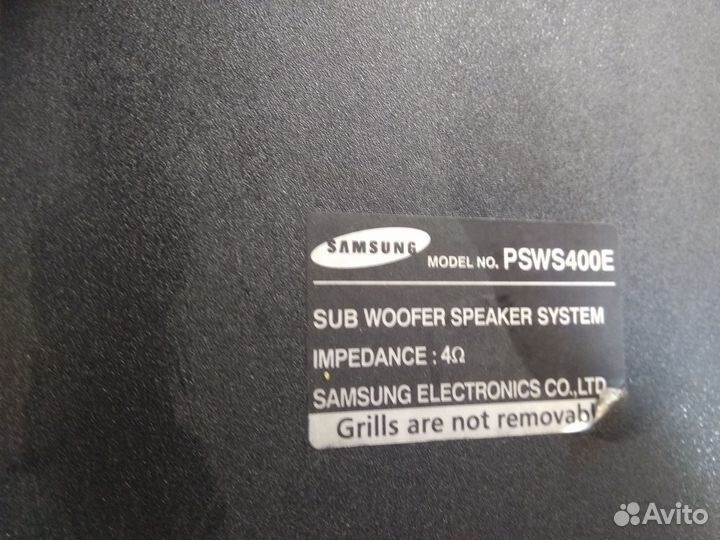 SAMSUNG MODEL NO. PSWS400E
SUB WOOFER SPEAKER SYSTEM
IMPEDANCE : 4Ω
SAMSUNG ELECTRONICS CO.,LTD
Grills are not removabl
Avito